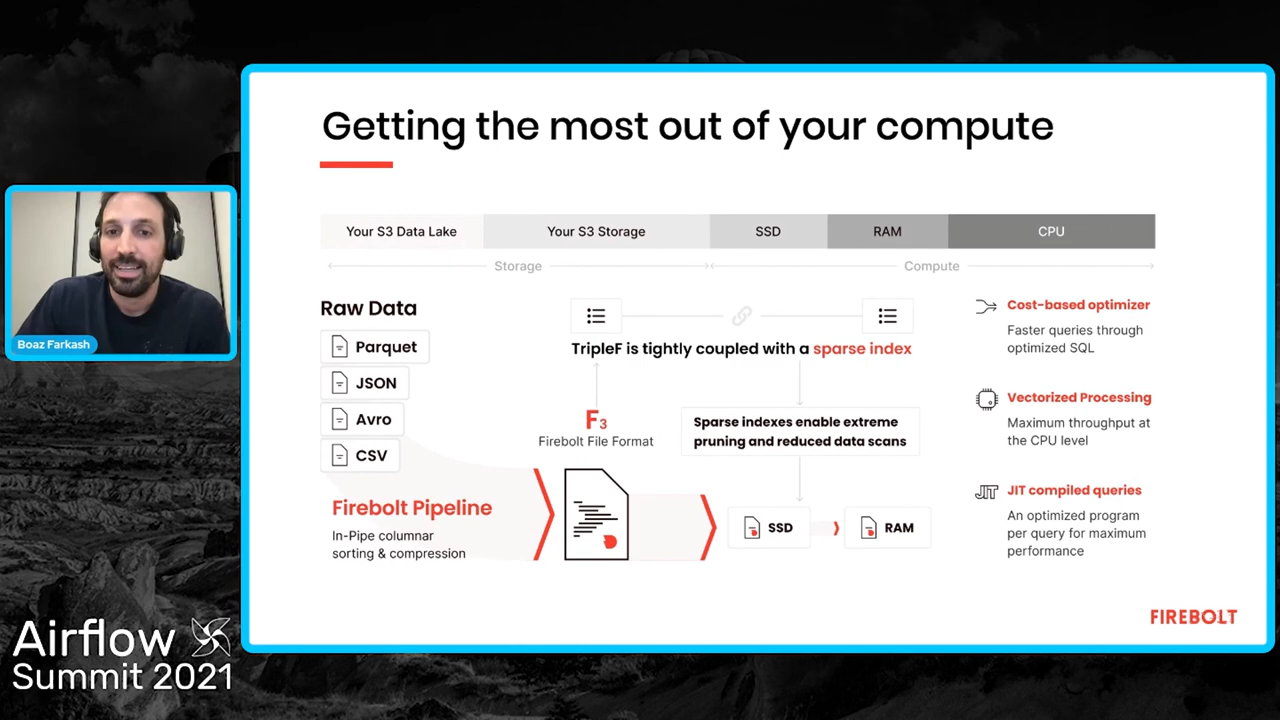 Getting the most out of your compute
Your S3 Data Lake
Your S3 Storage
SSD
RAM
CPU
Storage
Compute
Raw Data
Parquet
JSON
Avro
CSV
TripleF is tightly coupled with a sparse index
F3
Firebolt File Format
Sparse indexes enable extreme
pruning and reduced data scans
Firebolt Pipeline
In-Pipe columnar
sorting & compression
SSD
RAM
Cost-based optimizer
Faster queries through
optimized SQL
Vectorized Processing
Maximum throughput at
the CPU level
JIT
JIT compiled queries
An optimized program
per query for maximum
performance
FIREBOLT
Boaz Farkash
Airflow
Summit 2021